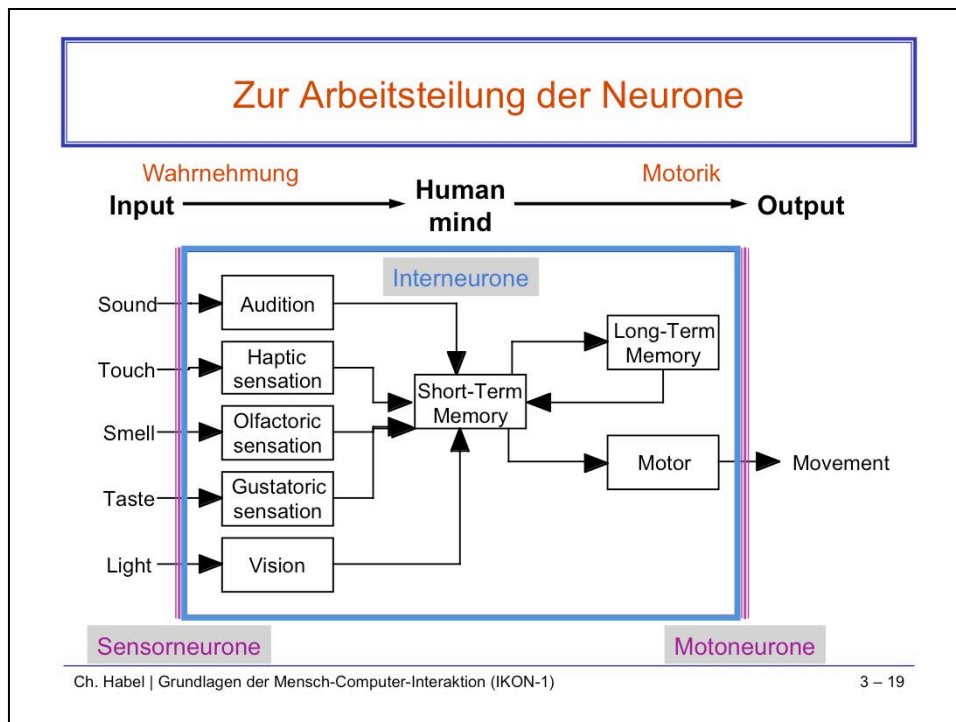 Zur Arbeitsteilung der Neurone
Wahrnehmung
Motorik
Input
Human
mind
Output
Interneurone
Sound
Audition
Long-Term
Memory
Touch
Haptic
sensation
Short-Term
Memory
Smell
Olfactoric
sensation
Motor
Movement
Taste
Gustatoric
sensation
Light
Vision
Sensorneurone
Motoneurone
Ch. Habel | Grundlagen der Mensch-Computer-Interaktion (IKON-1)
3 – 19